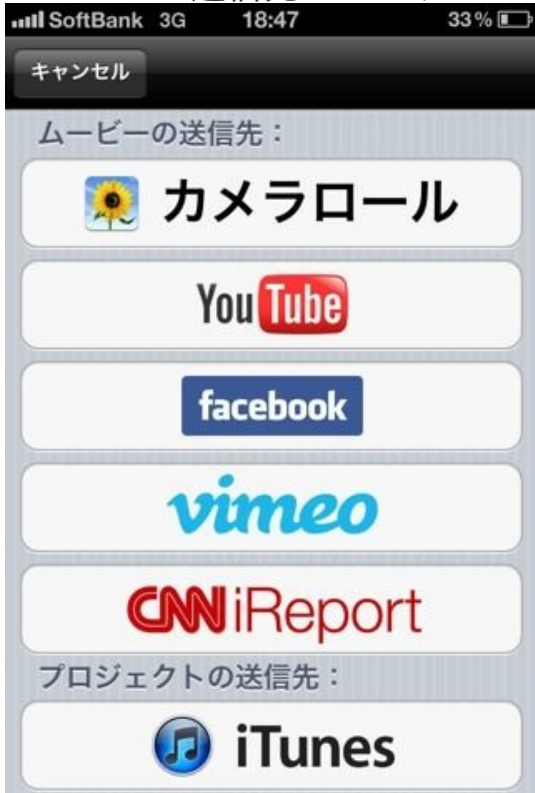 SoftBank 3G 18:47 33%
キャンセル
ムービーの送信先：
カメラロール
YouTube
facebook
vimeo
CNN iReport
プロジェクトの送信先：
iTunes